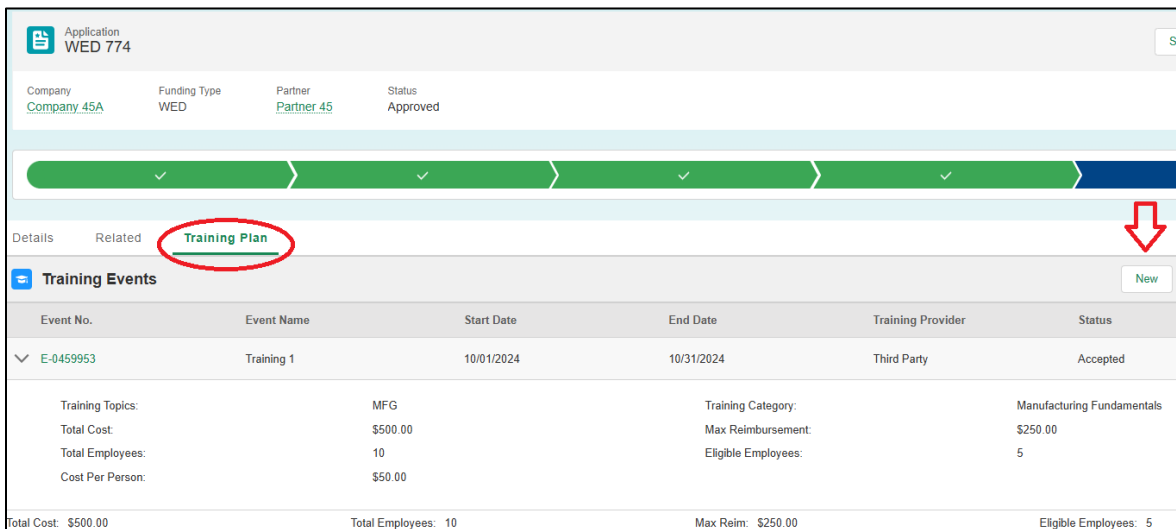 Application
WED 774
S
Company Funding Type Partner Status
Company 45A WED Partner 45 Approved
Details Related Training Plan
Training Events New
Event No. Event Name Start Date End Date Training Provider Status
E-0459953 Training 1 10/01/2024 10/31/2024 Third Party Accepted
Training Topics: MFG Training Category: Manufacturing Fundamentals
Total Cost: $500.00 Max Reimbursement: $250.00
Total Employees: 10 Eligible Employees: 5
Cost Per Person: $50.00
Total Cost: $500.00 Total Employees: 10 Max Reim: $250.00 Eligible Employees: 5